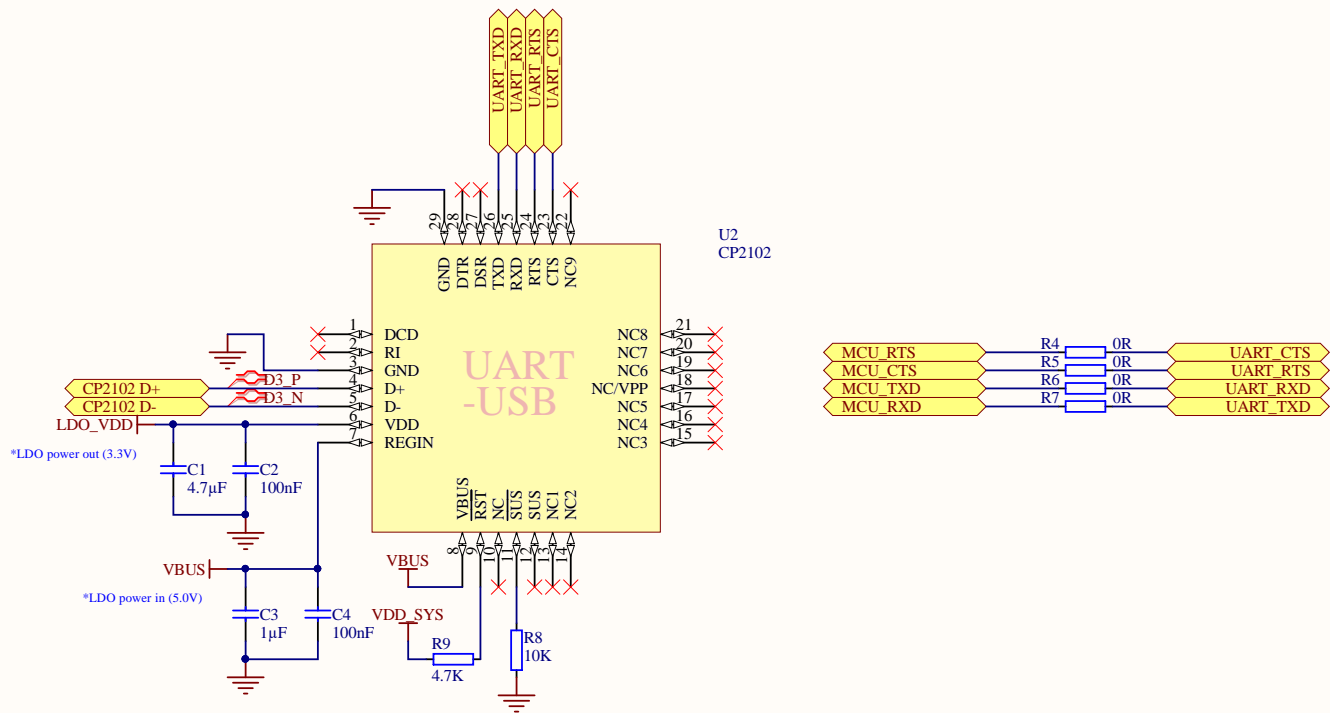 UART_TXD
UART_RXD
UART_RTS
UART_CTS
29
28
27
26
25
24
23
22
U2
CP2102
GND
DTR
DSR
TXD
RXD
RTS
CTS
NC9
1
DCD
2
RI
3
GND
4
D+
5
D-
6
VDD
7
REGIN
UART
-USB
NC8
21
NC7
20
NC6
19
NC/VPP
18
NC5
17
NC4
16
NC3
15
CP2102 D+
D3_P
CP2102 D-
D3_N
LDO_VDD
*LDO power out (3.3V)
C1
4.7µF
C2
100nF
VBUS
RST
NC
SUS
SUS
NC1
NC2
8
9
10
11
12
13
14
VBUS
*LDO power in (5.0V)
C3
1µF
C4
100nF
VBUS
VDD_SYS
R9
4.7K
R8
10K
MCU_RTS R4 0R UART_CTS
MCU_CTS R5 0R UART_RTS
MCU_TXD R6 0R UART_RXD
MCU_RXD R7 0R UART_TXD